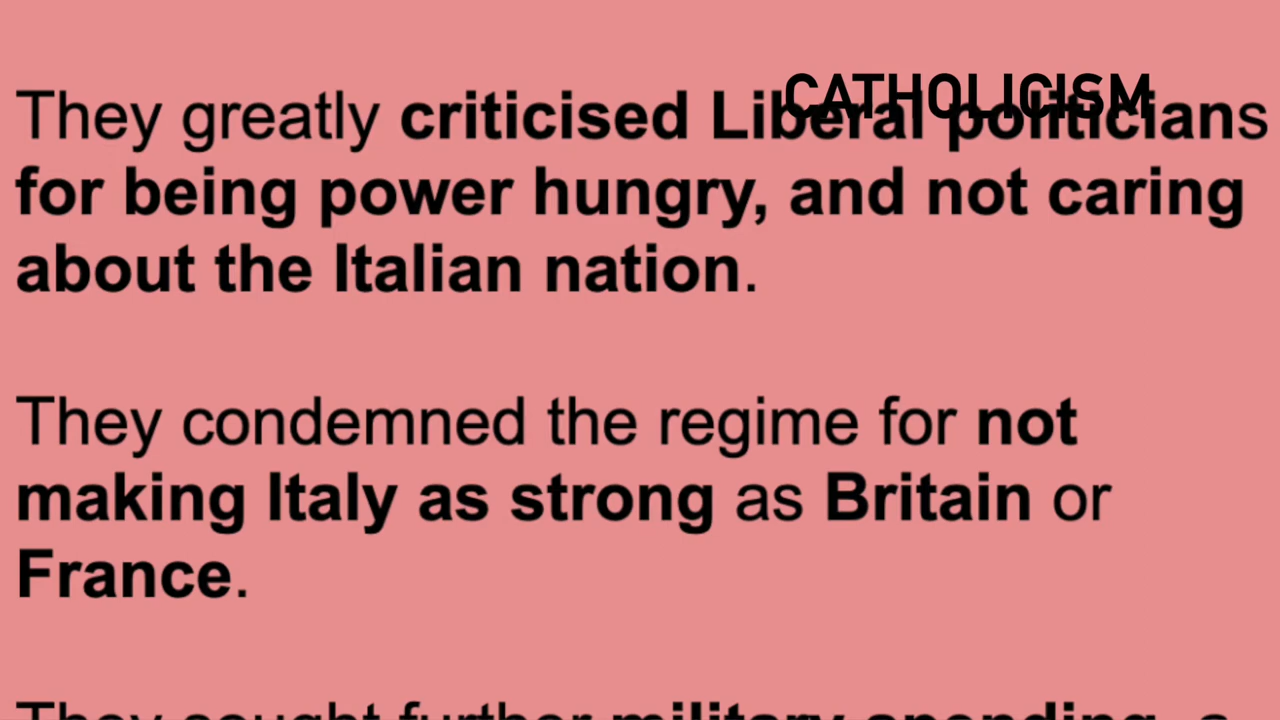 CATHOLICISM
They greatly criticised Liberal politicians
for being power hungry, and not caring
about the Italian nation.
They condemned the regime for not
making Italy as strong as Britain or
France.
They sought further military spending, a